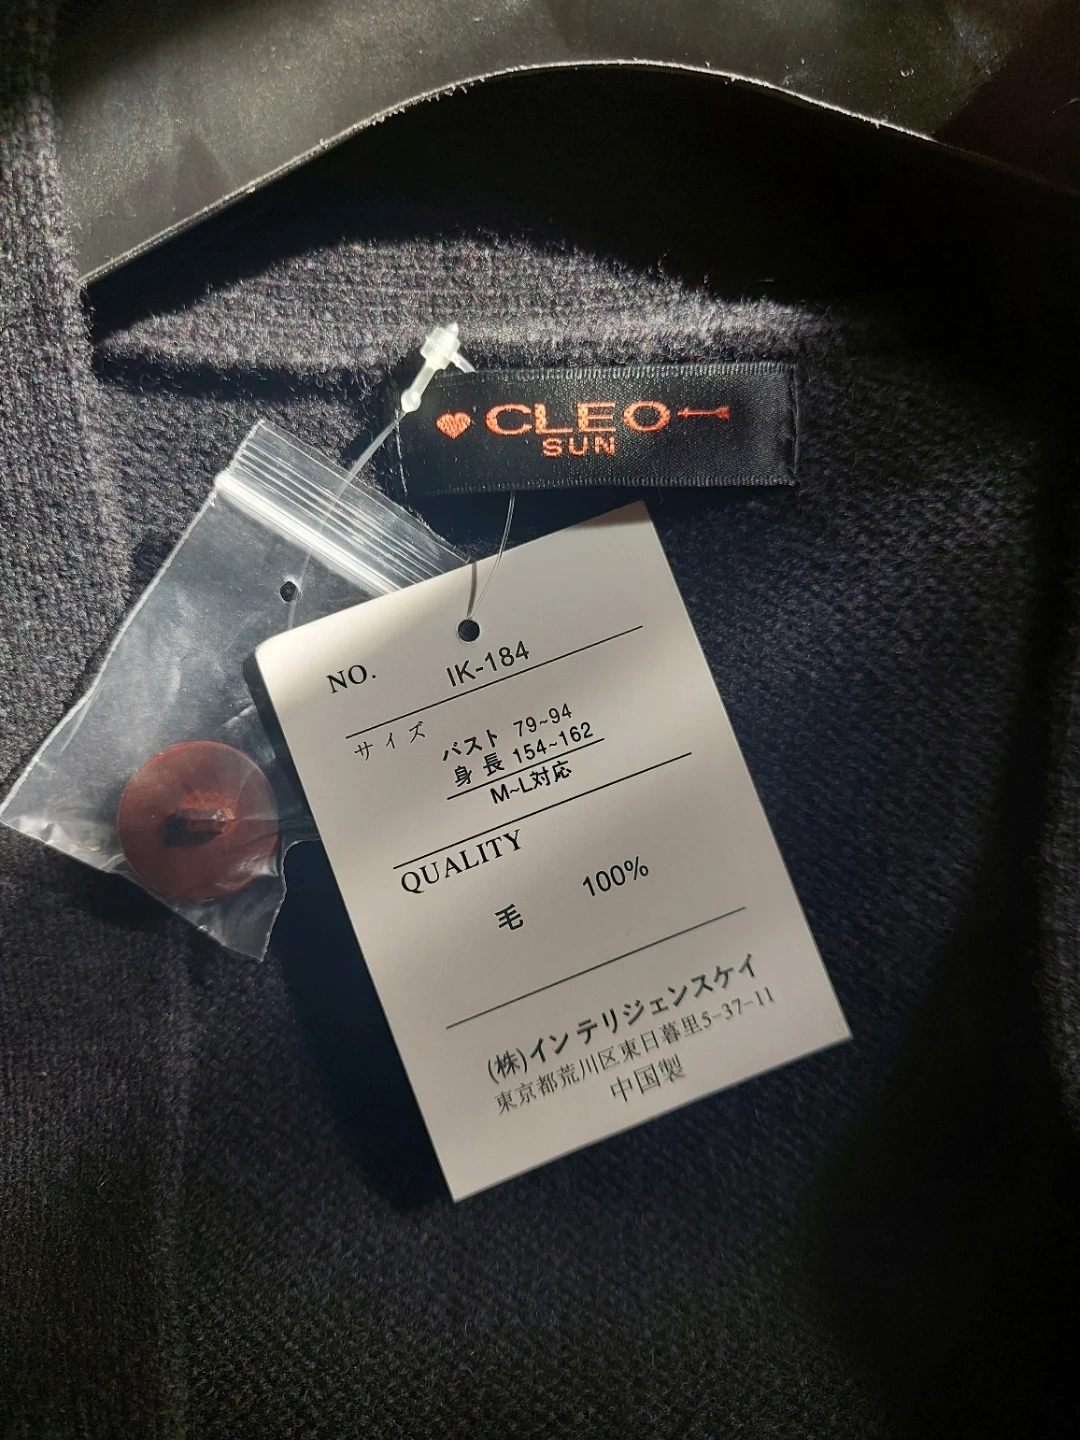 CLEO
SUN
NO. IK-184
サイズ バスト 79~94
身長 154~162
M~L対応
QUALITY
毛 100%
(株)インテリジェンスケイ
東京都荒川区東日暮里5-37-11
中国製